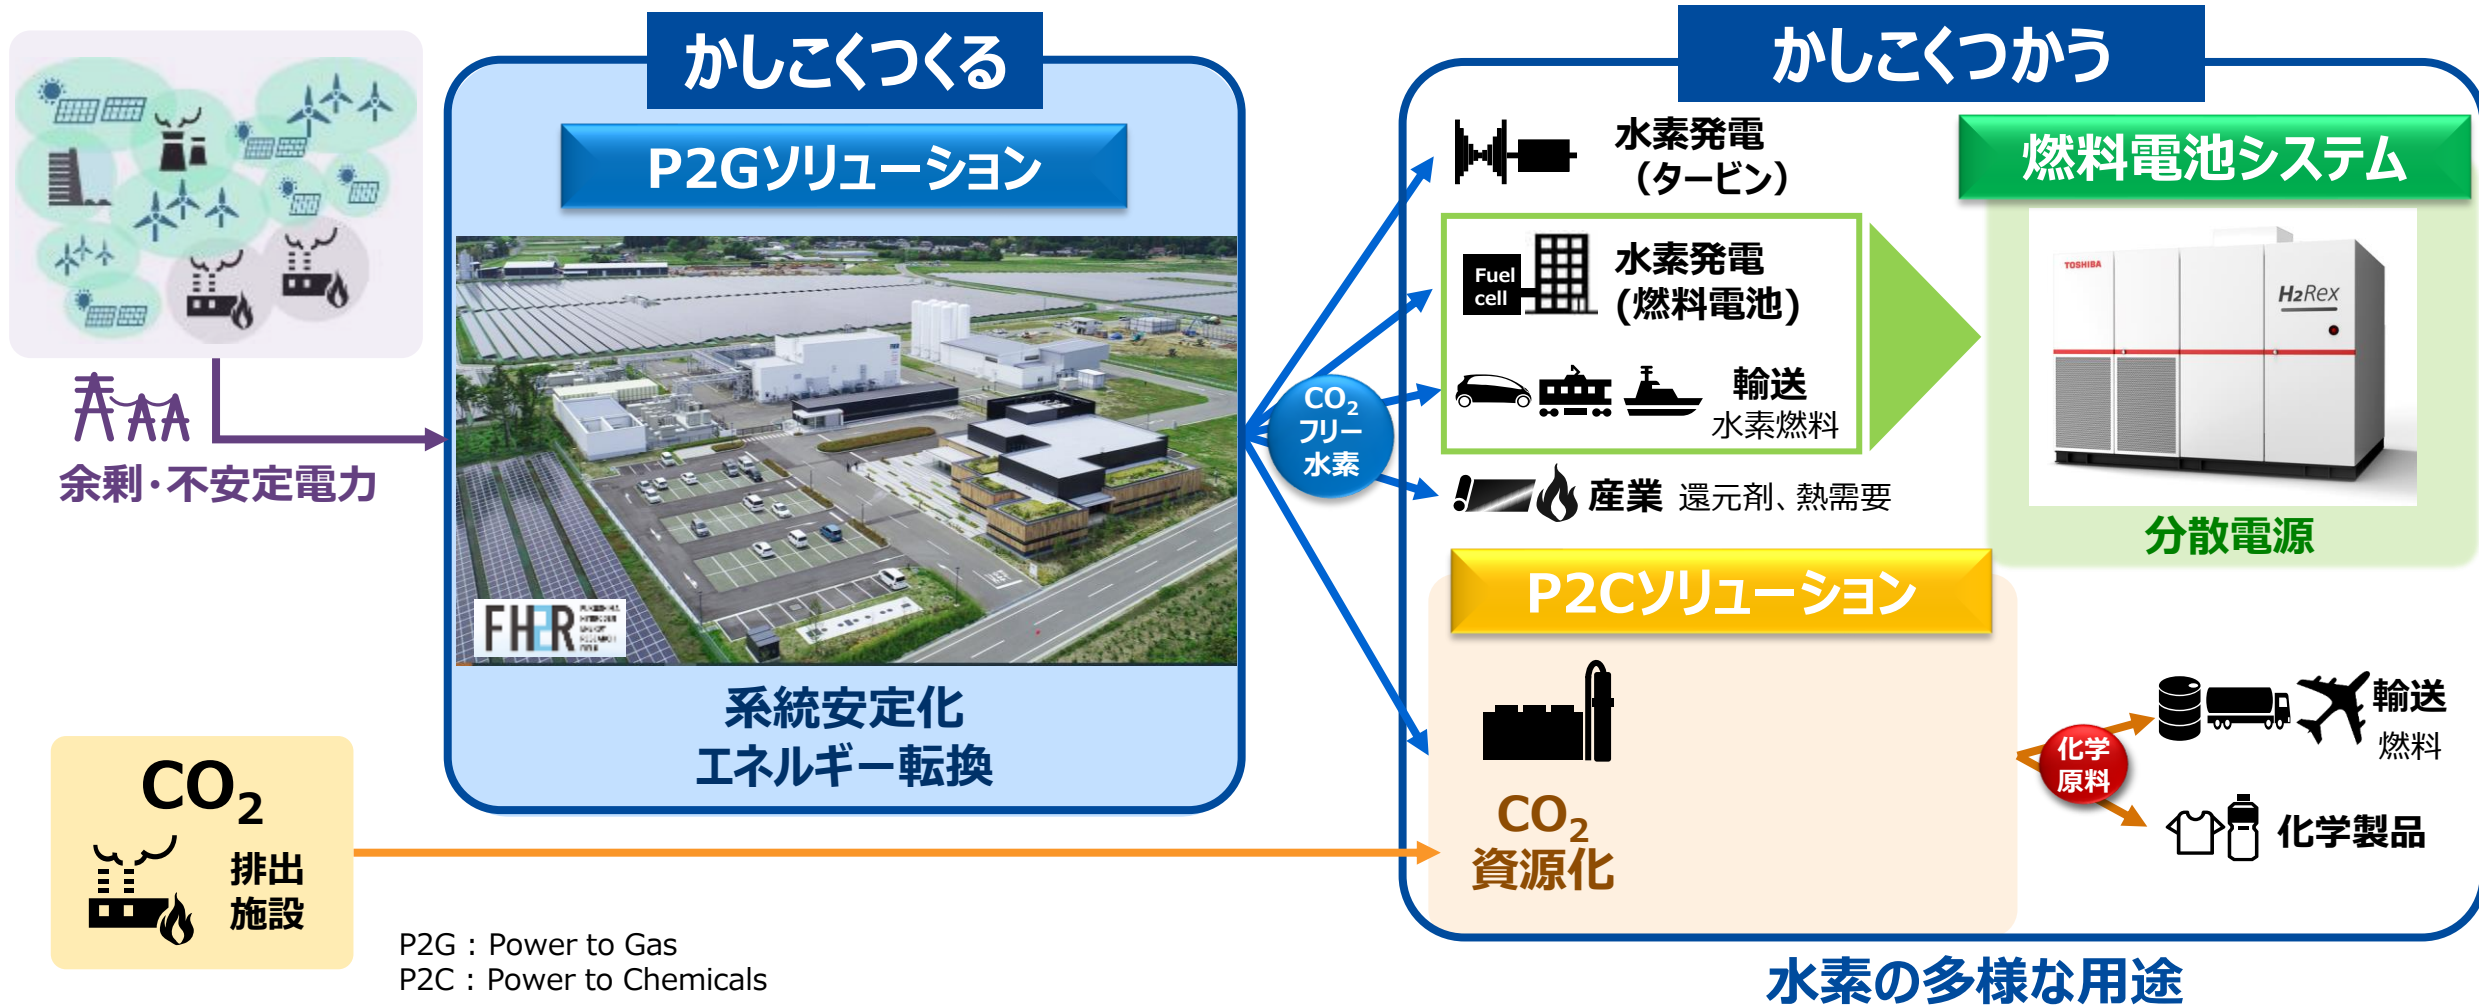 かしこくつくる
P2Gソリューション
余剰・不安定電力
FH2R
系統安定化
エネルギー転換
CO₂
排出
施設
P2G : Power to Gas
P2C : Power to Chemicals
CO₂
フリー
水素
かしこくつかう
水素発電
（タービン）
Fuel
cell
水素発電
(燃料電池)
輸送
水素燃料
産業 還元剤、熱需要
燃料電池システム
TOSHIBA
H2Rex
分散電源
P2Cソリューション
CO₂
資源化
化学
原料
輸送
燃料
化学製品
水素の多様な用途